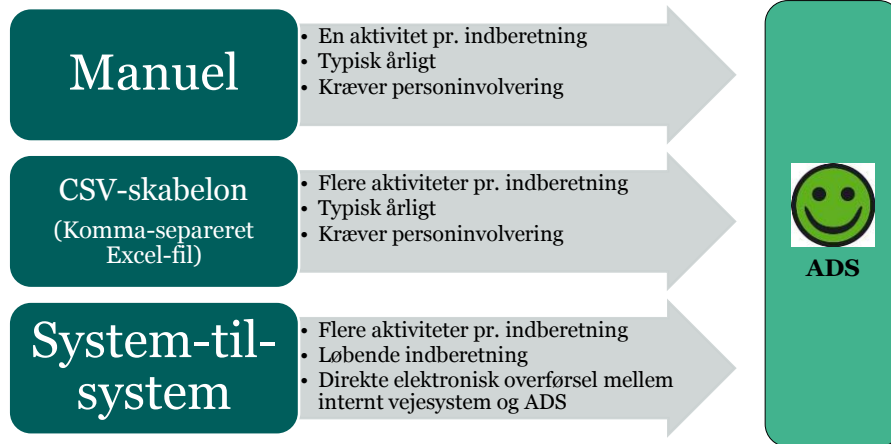 Manuel
• En aktivitet pr. indberetning
• Typisk årligt
• Kræver personinvolvering
CSV-skabelon
(Komma-separeret
Excel-fil)
• Flere aktiviteter pr. indberetning
• Typisk årligt
• Kræver personinvolvering
System-til-
system
• Flere aktiviteter pr. indberetning
• Løbende indberetning
• Direkte elektronisk overførsel mellem
internt vejesystem og ADS
ADS